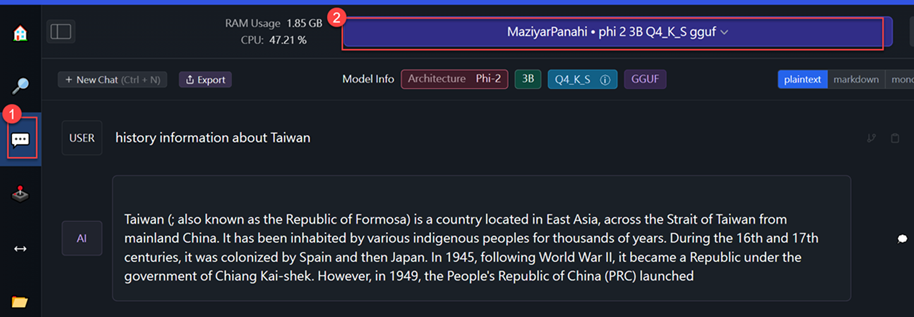 RAM Usage 1.85 GB
CPU: 47.21 %
2
MaziyarPanahi • phi 2 3B Q4_K_S gguf
+ New Chat (Ctrl + N)
Export
Model Info
Architecture Phi-2
3B
Q4_K_S
GGUF
plaintext
markdown
mono
1
USER
history information about Taiwan
AI
Taiwan (; also known as the Republic of Formosa) is a country located in East Asia, across the Strait of Taiwan from
mainland China. It has been inhabited by various indigenous peoples for thousands of years. During the 16th and 17th
centuries, it was colonized by Spain and then Japan. In 1945, following World War II, it became a Republic under the
government of Chiang Kai-shek. However, in 1949, the People's Republic of China (PRC) launched